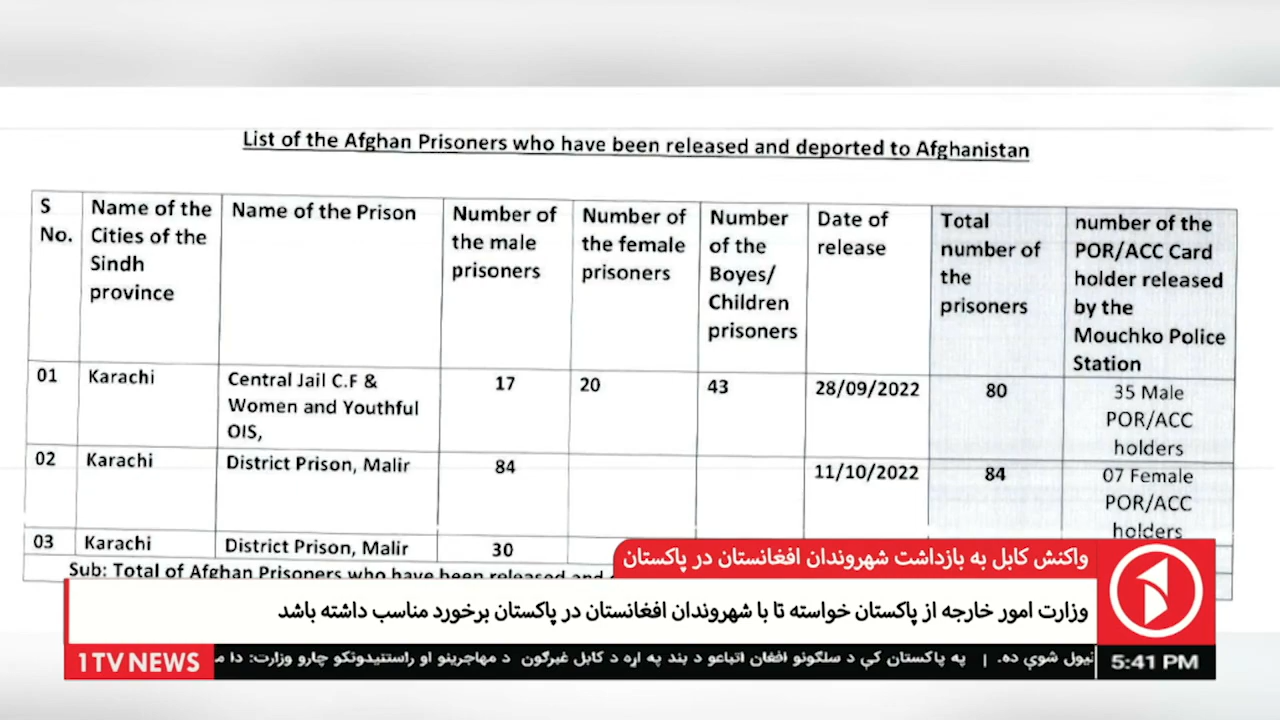 List of the Afghan Prisoners who have been released and deported to Afghanistan
S No.
Name of the Cities of the Sindh province
Name of the Prison
Number of the male prisoners
Number of the female prisoners
Number of the Boyes/ Children prisoners
Date of release
Total number of the prisoners
number of the POR/ACC Card holder released by the Mouchko Police Station
01 Karachi Central Jail C.F & Women and Youthful OIS, 17 20 43 28/09/2022 80 35 Male POR/ACC holders
02 Karachi District Prison, Malir 84 11/10/2022 84 07 Female POR/ACC holders
03 Karachi District Prison, Malir 30
Sub: Total of Afghan Prisoners who have been released and
واکنش کابل به بازداشت شهروندان افغانستان در پاکستان
وزارت امور خارجه از پاکستان خواسته تا با شهروندان افغانستان در پاکستان برخورد مناسب داشته باشد
1TV NEWS
نیول شوې ده. | په پاکستان کې د سلګونو افغان اتباعو د بند په اړه د کابل غبرګون د مهاجرینو او راستنیدونکو چارو وزارت: دا
5:41 PM